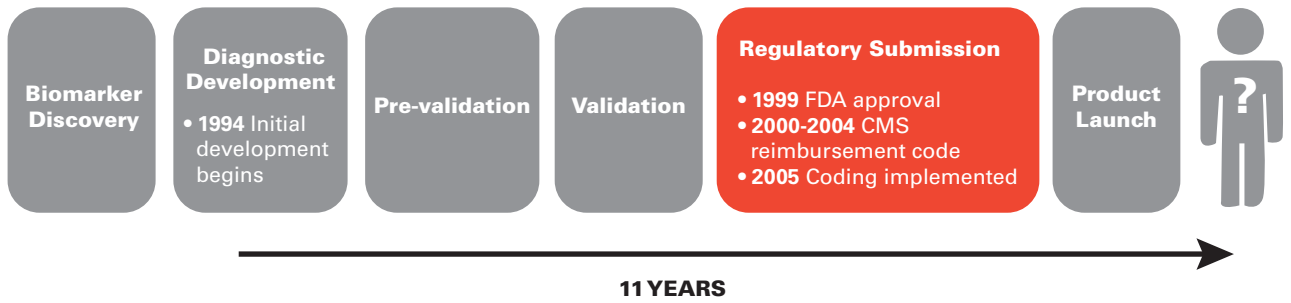 Biomarker
Discovery
Diagnostic
Development
• 1994 Initial
development
begins
Pre-validation
Validation
Regulatory Submission
• 1999 FDA approval
• 2000-2004 CMS
reimbursement code
• 2005 Coding implemented
Product
Launch
?
11 YEARS